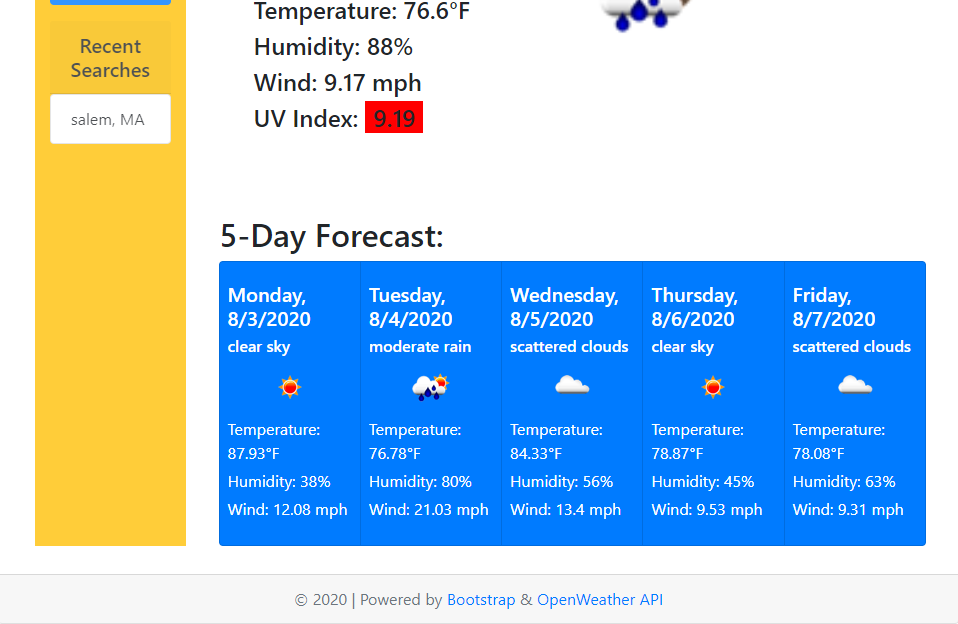 Temperature: 76.6°F
Humidity: 88%
Wind: 9.17 mph
UV Index: 9.19
Recent
Searches
salem, MA
5-Day Forecast:
Monday,
8/3/2020
clear sky
Temperature:
87.93°F
Humidity: 38%
Wind: 12.08 mph
Tuesday,
8/4/2020
moderate rain
Temperature:
76.78°F
Humidity: 80%
Wind: 21.03 mph
Wednesday,
8/5/2020
scattered clouds
Temperature:
84.33°F
Humidity: 56%
Wind: 13.4 mph
Thursday,
8/6/2020
clear sky
Temperature:
78.87°F
Humidity: 45%
Wind: 9.53 mph
Friday,
8/7/2020
scattered clouds
Temperature:
78.08°F
Humidity: 63%
Wind: 9.31 mph
© 2020 | Powered by Bootstrap & OpenWeather API